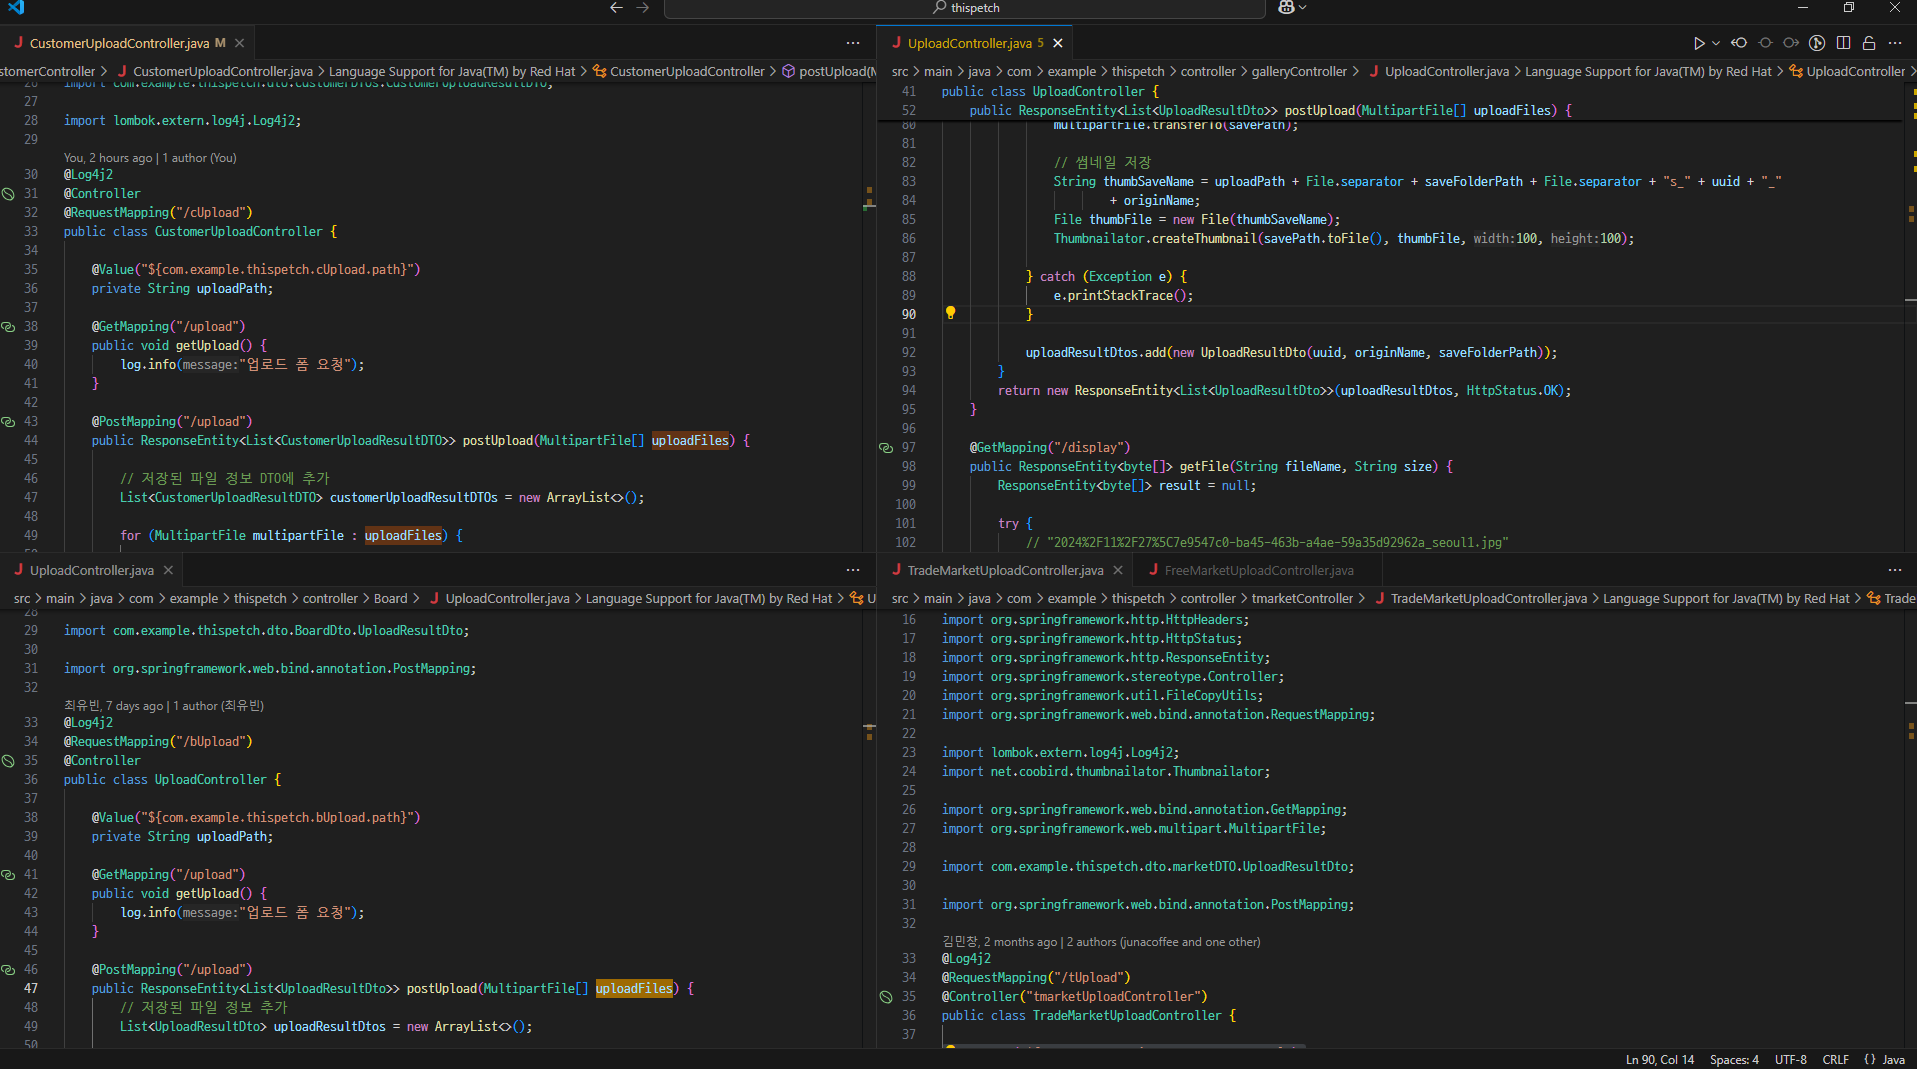 thispetch
CustomerUploadController.java M
stomerController > CustomerUploadController.java > Language Support for Java(TM) by Red Hat > CustomerUploadController > postUpload(M
26 import com.example.thispetch.dto.customerDTOs.CustomerUploadResultDTO;
27
28 import lombok.extern.log4j.Log4j2;
29
You, 2 hours ago | 1 author (You)
30 @Log4j2
31 @Controller
32 @RequestMapping("/cUpload")
33 public class CustomerUploadController {
34
35 @Value("${com.example.thispetch.cUpload.path}")
36 private String uploadPath;
37
38 @GetMapping("/upload")
39 public void getUpload() {
40 log.info(message:"업로드 폼 요청");
41 }
42
43 @PostMapping("/upload")
44 public ResponseEntity<List<CustomerUploadResultDTO>> postUpload(MultipartFile[] uploadFiles) {
45
46 // 저장된 파일 정보 DTO에 추가
47 List<CustomerUploadResultDTO> customerUploadResultDTOs = new ArrayList<>();
48
49 for (MultipartFile multipartFile : uploadFiles) {
50
UploadController.java 5
src > main > java > com > example > thispetch > controller > galleryController > UploadController.java > Language Support for Java(TM) by Red Hat > UploadController >
41 public class UploadController {
52 public ResponseEntity<List<UploadResultDto>> postUpload(MultipartFile[] uploadFiles) {
80 multipartFile.transferTo(savePath);
81
82 // 썸네일 저장
83 String thumbSaveName = uploadPath + File.separator + saveFolderPath + File.separator + "s_" + uuid + "_"
84 + originName;
85 File thumbFile = new File(thumbSaveName);
86 Thumbnailator.createThumbnail(savePath.toFile(), thumbFile, width:100, height:100);
87
88 } catch (Exception e) {
89 e.printStackTrace();
90 }
91
92 uploadResultDtos.add(new UploadResultDto(uuid, originName, saveFolderPath));
93 }
94 return new ResponseEntity<List<UploadResultDto>>(uploadResultDtos, HttpStatus.OK);
95 }
96
97 @GetMapping("/display")
98 public ResponseEntity<byte[]> getFile(String fileName, String size) {
99 ResponseEntity<byte[]> result = null;
100
101 try {
102 // "2024%2F11%2F27%5C7e9547c0-ba45-463b-a4ae-59a35d92962a_seoul1.jpg"
UploadController.java
src > main > java > com > example > thispetch > controller > Board > UploadController.java > Language Support for Java(TM) by Red Hat > U
28
29 import com.example.thispetch.dto.BoardDto.UploadResultDto;
30
31 import org.springframework.web.bind.annotation.PostMapping;
32
최유빈, 7 days ago | 1 author (최유빈)
33 @Log4j2
34 @RequestMapping("/bUpload")
35 @Controller
36 public class UploadController {
37
38 @Value("${com.example.thispetch.bUpload.path}")
39 private String uploadPath;
40
41 @GetMapping("/upload")
42 public void getUpload() {
43 log.info(message:"업로드 폼 요청");
44 }
45
46 @PostMapping("/upload")
47 public ResponseEntity<List<UploadResultDto>> postUpload(MultipartFile[] uploadFiles) {
48 // 저장된 파일 정보 추가
49 List<UploadResultDto> uploadResultDtos = new ArrayList<>();
50
TradeMarketUploadController.java FreeMarketUploadController.java
src > main > java > com > example > thispetch > controller > tmarketController > TradeMarketUploadController.java > Language Support for Java(TM) by Red Hat > Trade
16 import org.springframework.http.HttpHeaders;
17 import org.springframework.http.HttpStatus;
18 import org.springframework.http.ResponseEntity;
19 import org.springframework.stereotype.Controller;
20 import org.springframework.util.FileCopyUtils;
21 import org.springframework.web.bind.annotation.RequestMapping;
22
23 import lombok.extern.log4j.Log4j2;
24 import net.coobird.thumbnailator.Thumbnailator;
25
26 import org.springframework.web.bind.annotation.GetMapping;
27 import org.springframework.web.multipart.MultipartFile;
28
29 import com.example.thispetch.dto.marketDTO.UploadResultDto;
30
31 import org.springframework.web.bind.annotation.PostMapping;
32
김민창, 2 months ago | 2 authors (junacoffee and one other)
33 @Log4j2
34 @RequestMapping("/tUpload")
35 @Controller("tmarketUploadController")
36 public class TradeMarketUploadController {
37
Ln 90, Col 14 Spaces: 4 UTF-8 CRLF {} Java